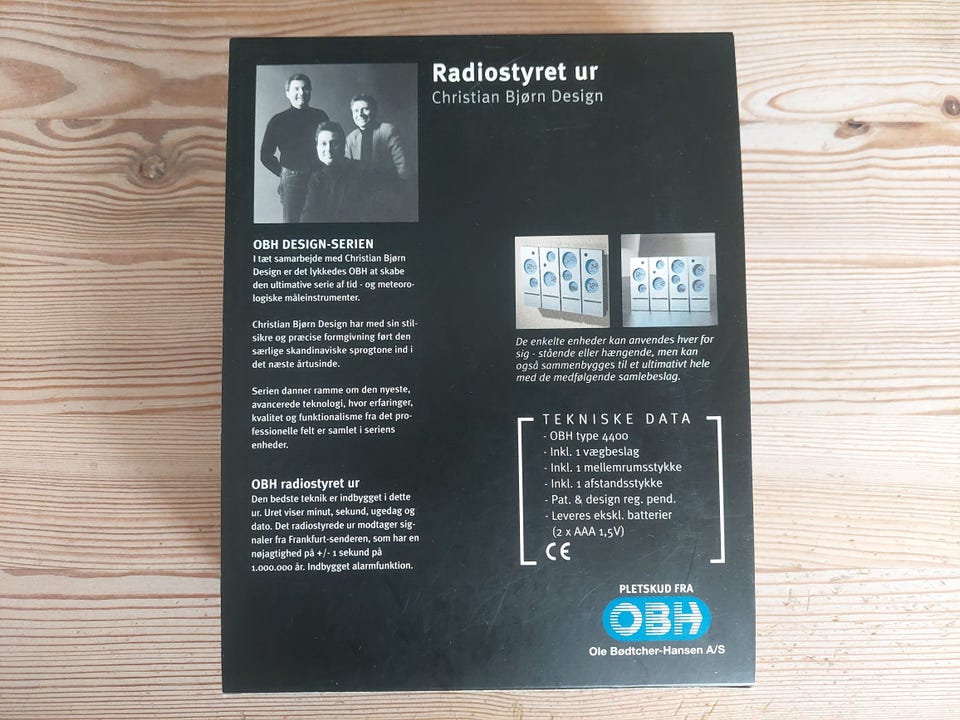 Radiostyret ur
Christian Bjørn Design
OBH DESIGN-SERIEN
I tæt samarbejde med Christian Bjørn
Design er det lykkedes OBH at skabe
den ultimative serie af tid - og meteoro-
logiske måleinstrumenter.
Christian Bjørn Design har med sin stil-
sikre og præcise formgivning ført den
særlige skandinaviske sprogtone ind i
det næste årtusinde.
Serien danner ramme om den nyeste,
avancerede teknologi, hvor erfaringer,
kvalitet og funktionalisme fra det pro-
fessionelle felt er samlet i seriens
enheder.
OBH radiostyret ur
Den bedste teknik er indbygget i dette
ur. Uret viser minut, sekund, ugedag og
dato. Det radiostyrede ur modtager sig-
naler fra Frankfurt-senderen, som har en
nøjagtighed på +/- 1 sekund på
1.000.000 år. Indbygget alarmfunktion.
De enkelte enheder kan anvendes hver for
sig - stående eller hængende, men kan
også sammenbygges til et ultimativt hele
med de medfølgende samlebeslag.
TEKNISKE DATA
- OBH type 4400
- Inkl. 1 vægbeslag
- Inkl. 1 mellemrumsstykke
- Inkl. 1 afstandsstykke
- Pat. & design reg. pend.
- Leveres ekskl. batterier
(2 x AAA 1,5V)
CE
PLETSKUD FRA
OBH
Ole Bødtcher-Hansen A/S